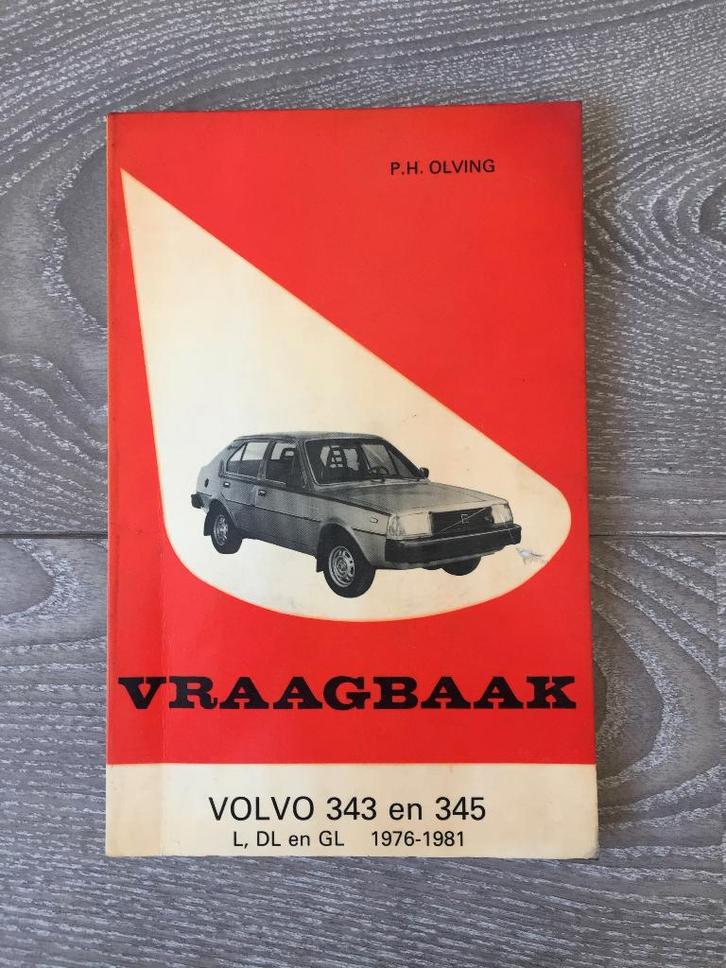 P.H. OLVING
VRAAGBAAK
VOLVO 343 en 345
L, DL en GL 1976-1981